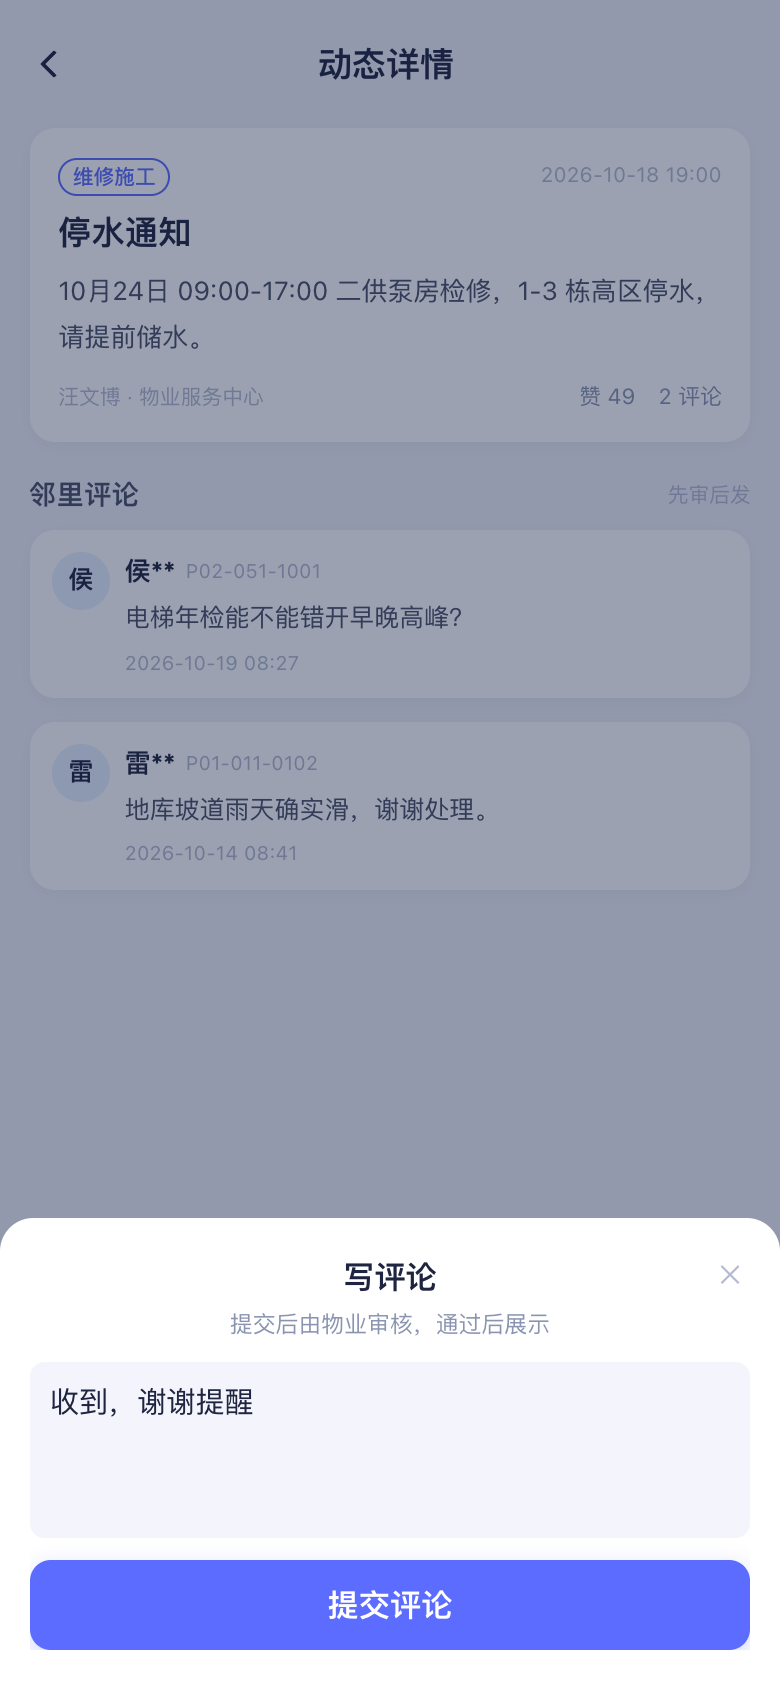 动态详情
维修施工
2026-10-18 19:00
停水通知
10月24日 09:00-17:00 二供泵房检修，1-3 栋高区停水，
请提前储水。
汪文博 · 物业服务中心
赞 49 2 评论
邻里评论
先审后发
侯
侯** P02-051-1001
电梯年检能不能错开早晚高峰？
2026-10-19 08:27
雷
雷** P01-011-0102
地库坡道雨天确实滑，谢谢处理。
2026-10-14 08:41
写评论
提交后由物业审核，通过后展示
收到，谢谢提醒
提交评论